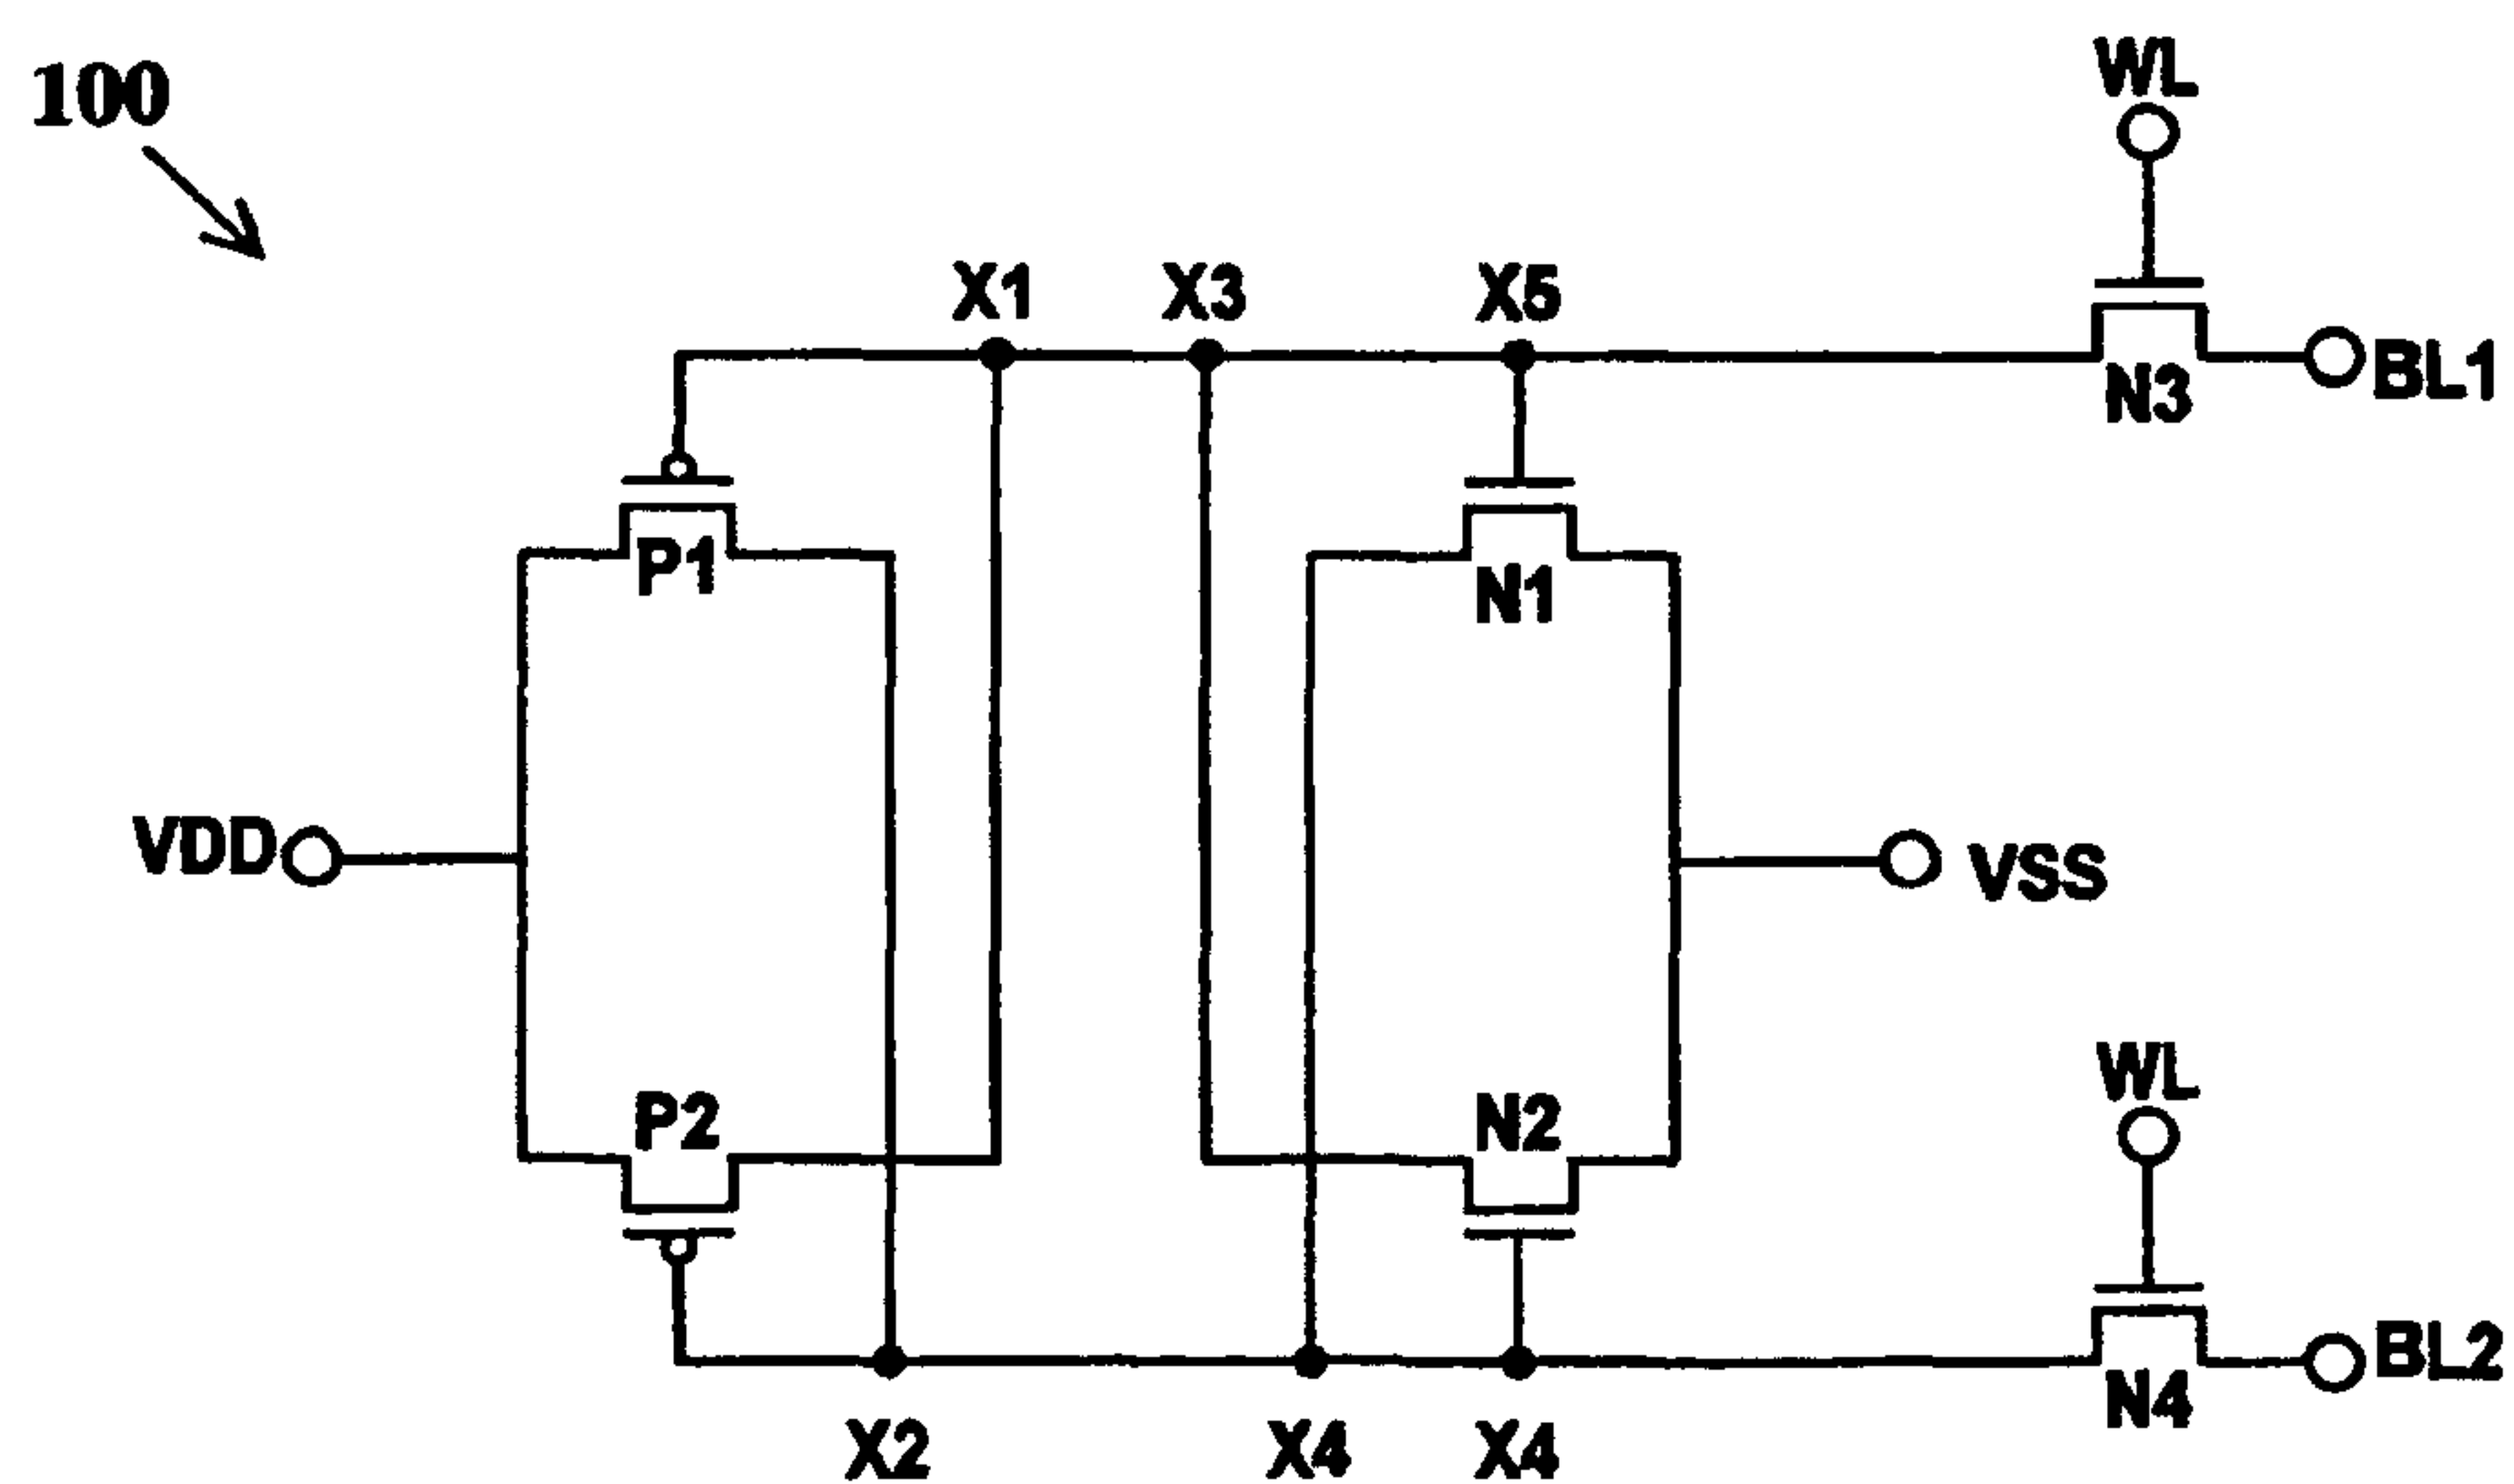 100
WL
X1 X3 X5
BL1
N3
P1
N1
VDD
VSS
WL
P2
N2
BL2
N4
X2 X4 X4